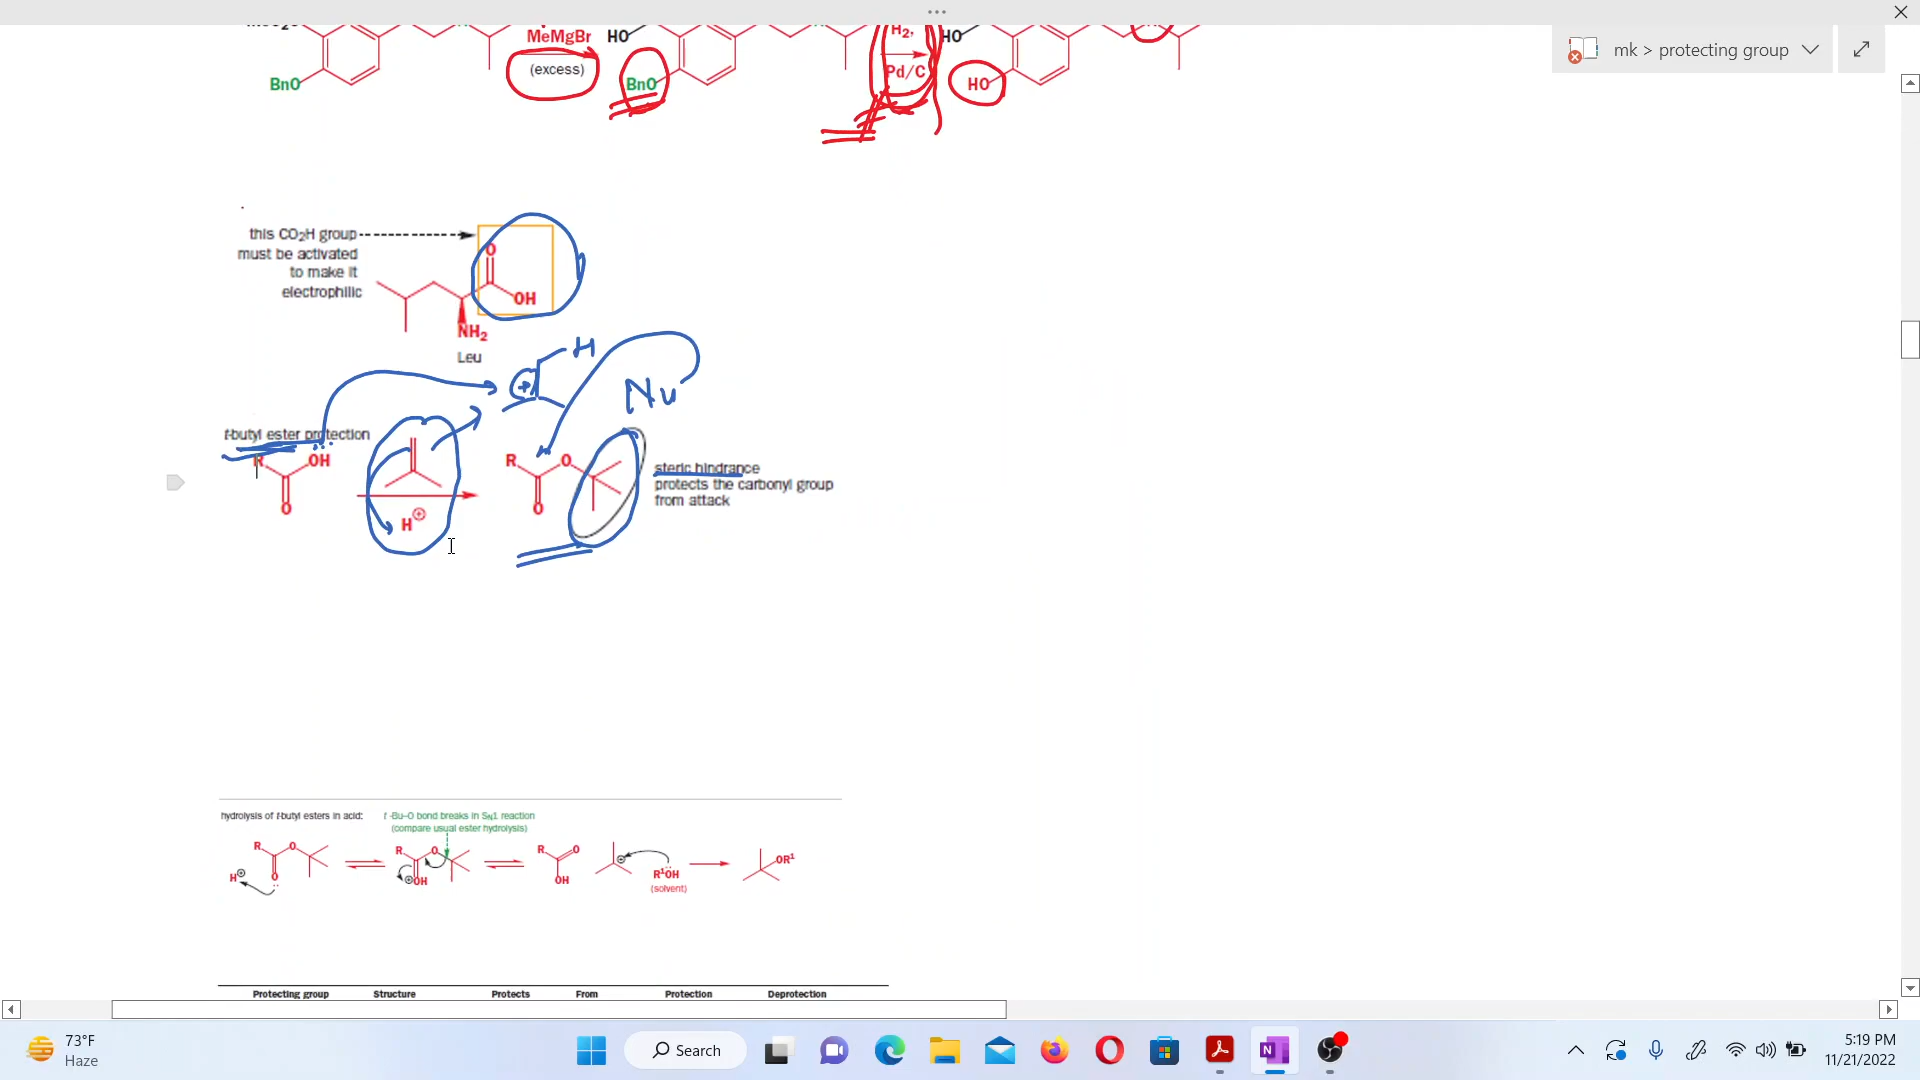 mk > protecting group
MeMgBr
(excess)
BnO
HO
BnO
H₂,
Pd/C
HO
HO
this CO₂H group
must be activated
to make it
electrophilic
O
OH
NH₂
Leu
H
⊕
Nu
t-butyl ester protection
R
OH
O
H⊕
R
O
O
steric hindrance
protects the carbonyl group
from attack
hydrolysis of t-butyl esters in acid:
t -Bu–O bond breaks in SN1 reaction
(compare usual ester hydrolysis)
R
O
O
H⊕
R
O
⊕OH
R
O
OH
⊕
R¹OH
(solvent)
OR¹
Protecting group
Structure
Protects
From
Protection
Deprotection
73°F
Haze
Search
5:19 PM
11/21/2022